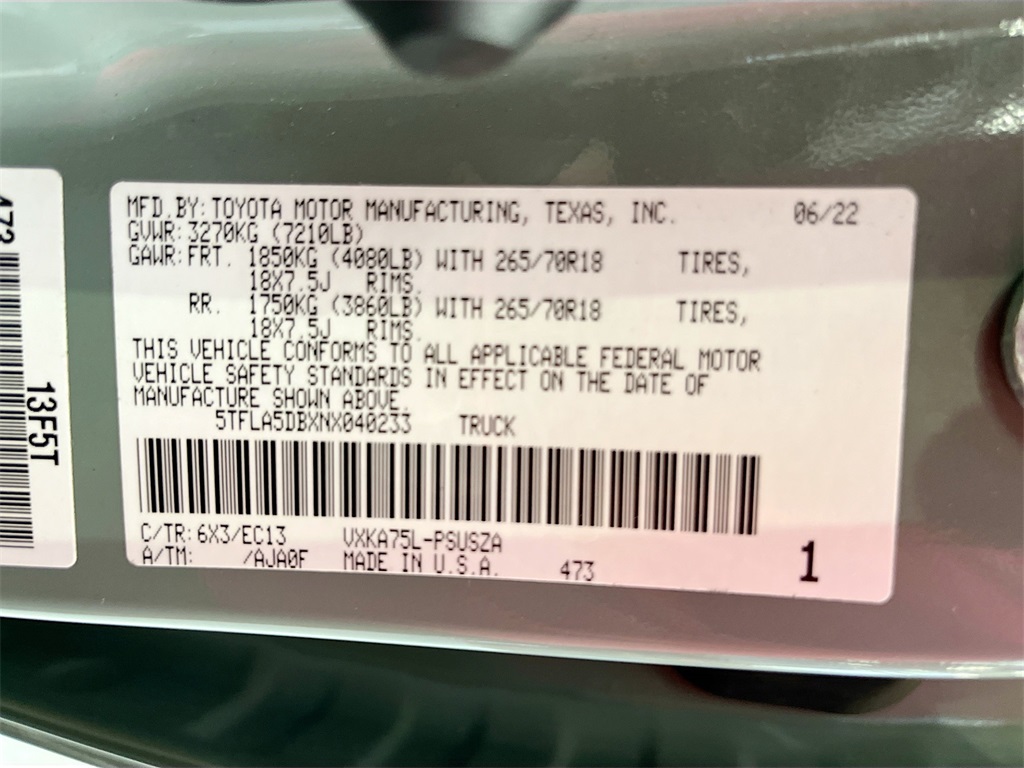 MFD.BY:TOYOTA MOTOR MANUFACTURING, TEXAS, INC. 06/22
GVWR:3270KG (7210LB)
GAWR:FRT. 1850KG (4080LB) WITH 265/70R18 TIRES,
18X7.5J RIMS.
RR. 1750KG (3860LB) WITH 265/70R18 TIRES,
18X7.5J RIMS.
THIS VEHICLE CONFORMS TO ALL APPLICABLE FEDERAL MOTOR
VEHICLE SAFETY STANDARDS IN EFFECT ON THE DATE OF
MANUFACTURE SHOWN ABOVE.
5TFLA5DBXNX040233 TRUCK
C/TR:6X3/EC13 VXKA75L-PSUSZA
A/TM: /AJA0F MADE IN U.S.A. 473 1
13F5T